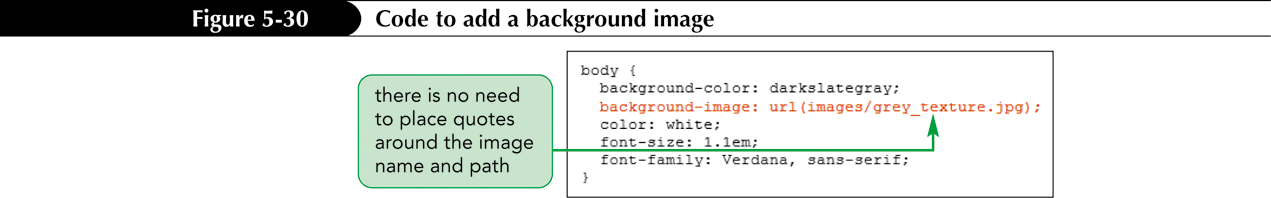 Figure 5-30 Code to add a background image
there is no need
to place quotes
around the image
name and path
body {
  background-color: darkslategray;
  background-image: url(images/grey_texture.jpg);
  color: white;
  font-size: 1.1em;
  font-family: Verdana, sans-serif;
}